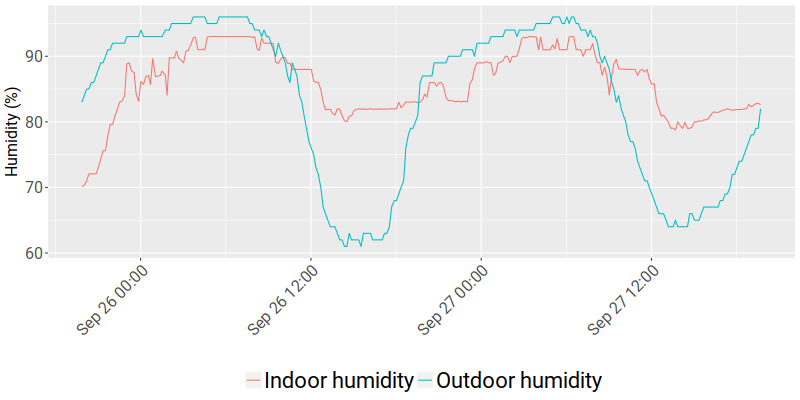 Humidity (%)
90
80
70
60
Sep 26 00:00
Sep 26 12:00
Sep 27 00:00
Sep 27 12:00
Indoor humidity
Outdoor humidity